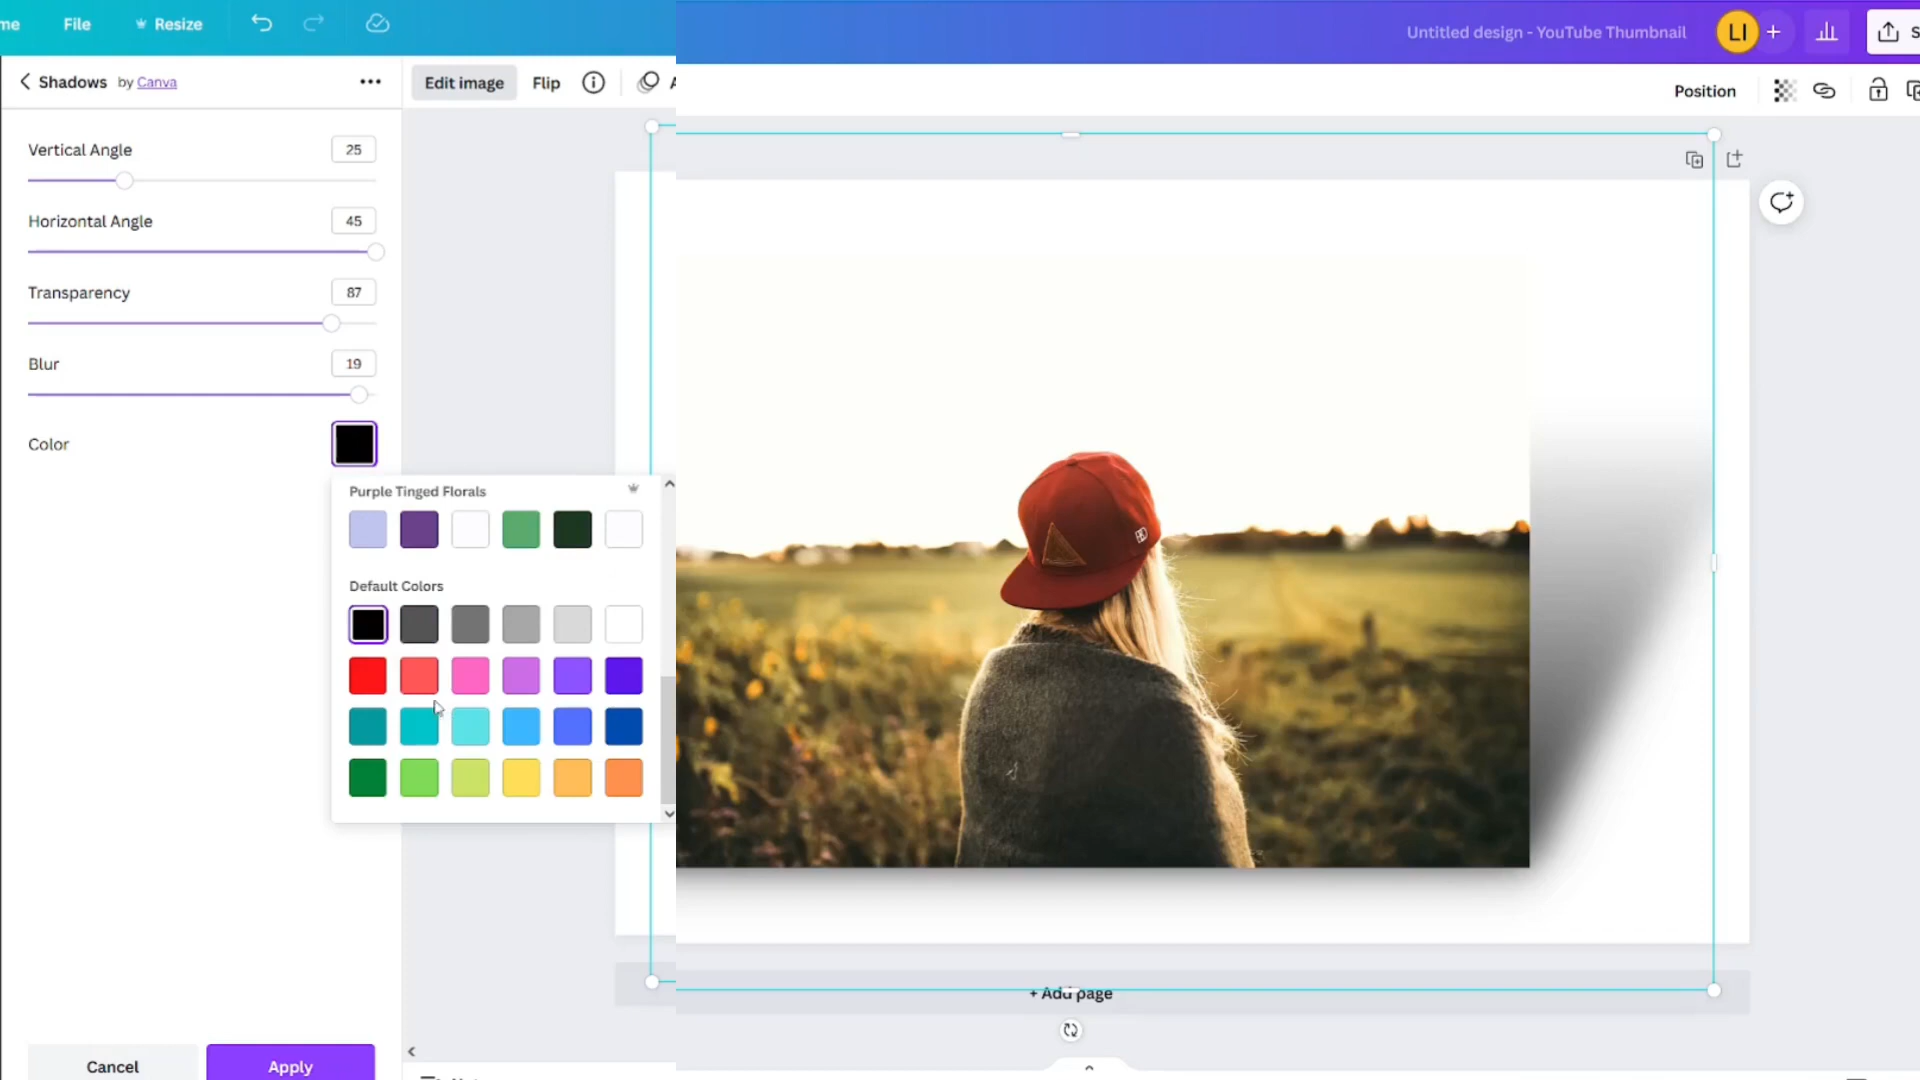 me File Resize
Untitled design - YouTube Thumbnail LI + S
Shadows by Canva
Edit image Flip A
Position
Vertical Angle 25
Horizontal Angle 45
Transparency 87
Blur 19
Color
Purple Tinged Florals
Default Colors
+ Add page
Cancel Apply